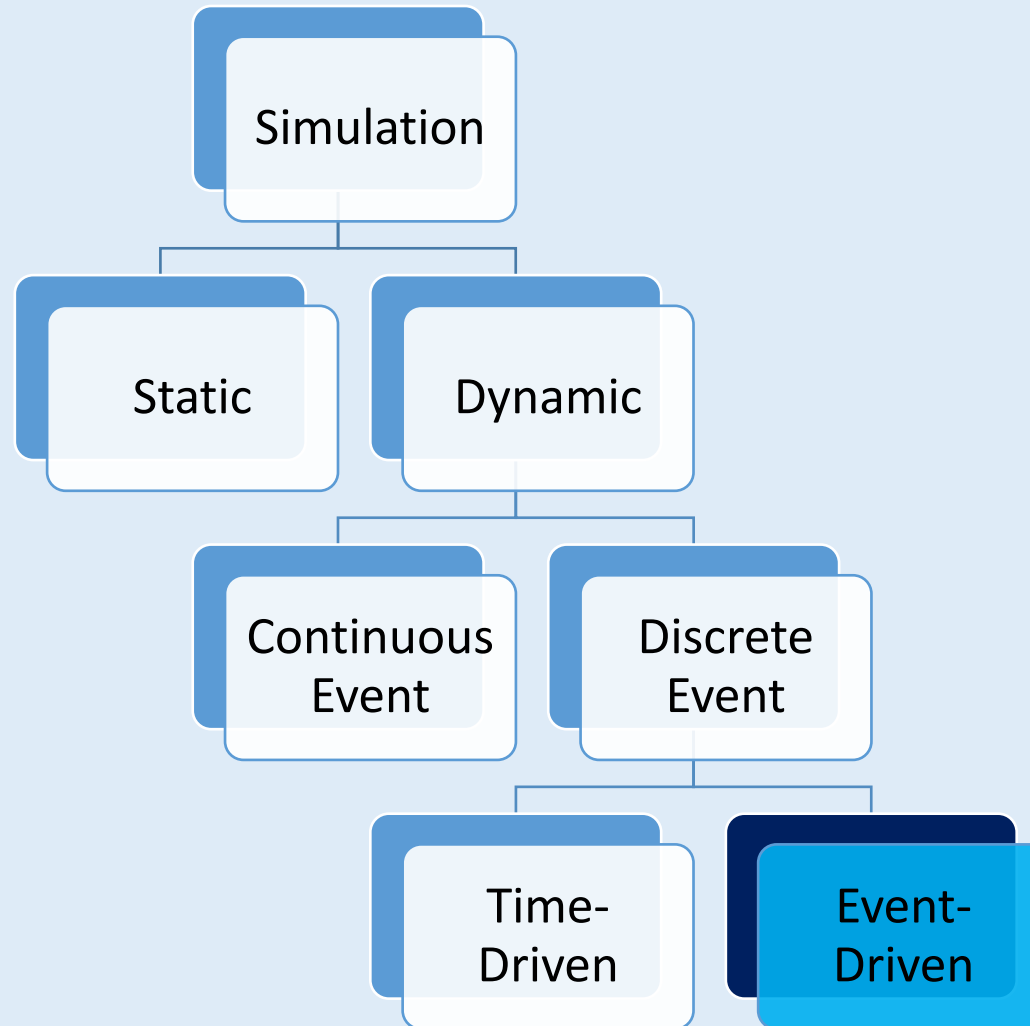 Simulation
Static
Dynamic
Continuous
Event
Discrete
Event
Time-
Driven
Event-
Driven